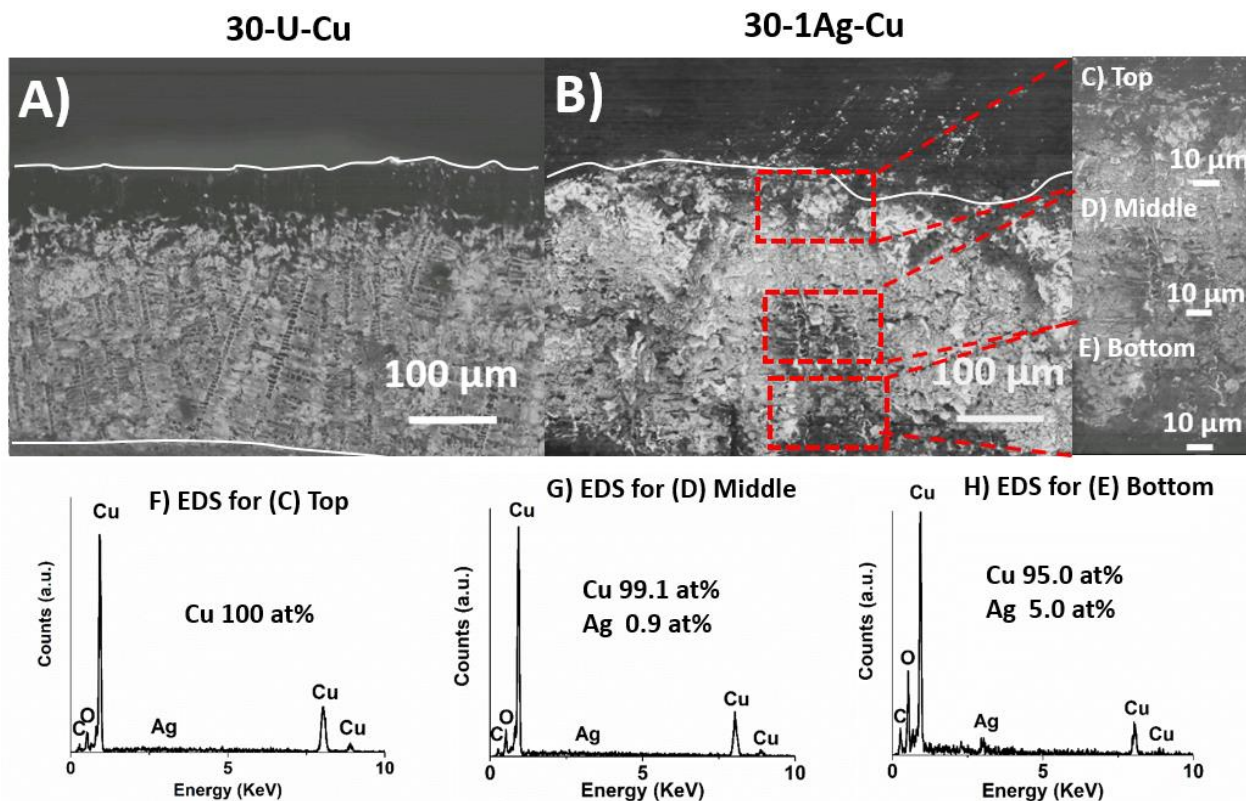 30-U-Cu
30-1Ag-Cu
A)
100 µm
B)
100 µm
C) Top
10 µm
D) Middle
10 µm
E) Bottom
10 µm
F) EDS for (C) Top
Cu
Cu 100 at%
C
O
Ag
Cu
Cu
Counts (a.u.)
0
5
10
Energy (KeV)
G) EDS for (D) Middle
Cu
Cu 99.1 at%
Ag 0.9 at%
C
O
Ag
Cu
Cu
Counts (a.u.)
0
5
10
Energy (KeV)
H) EDS for (E) Bottom
Cu
Cu 95.0 at%
Ag 5.0 at%
O
C
Ag
Cu
Cu
Counts (a.u.)
0
5
10
Energy (KeV)